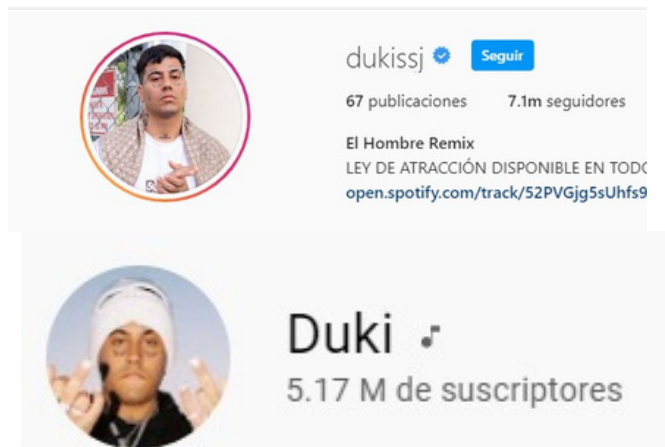 dukissj Seguir
67 publicaciones 7.1m seguidores
El Hombre Remix
LEY DE ATRACCIÓN DISPONIBLE EN TODO
open.spotify.com/track/52PVGjg5sUhfs9
Duki
5.17 M de suscriptores